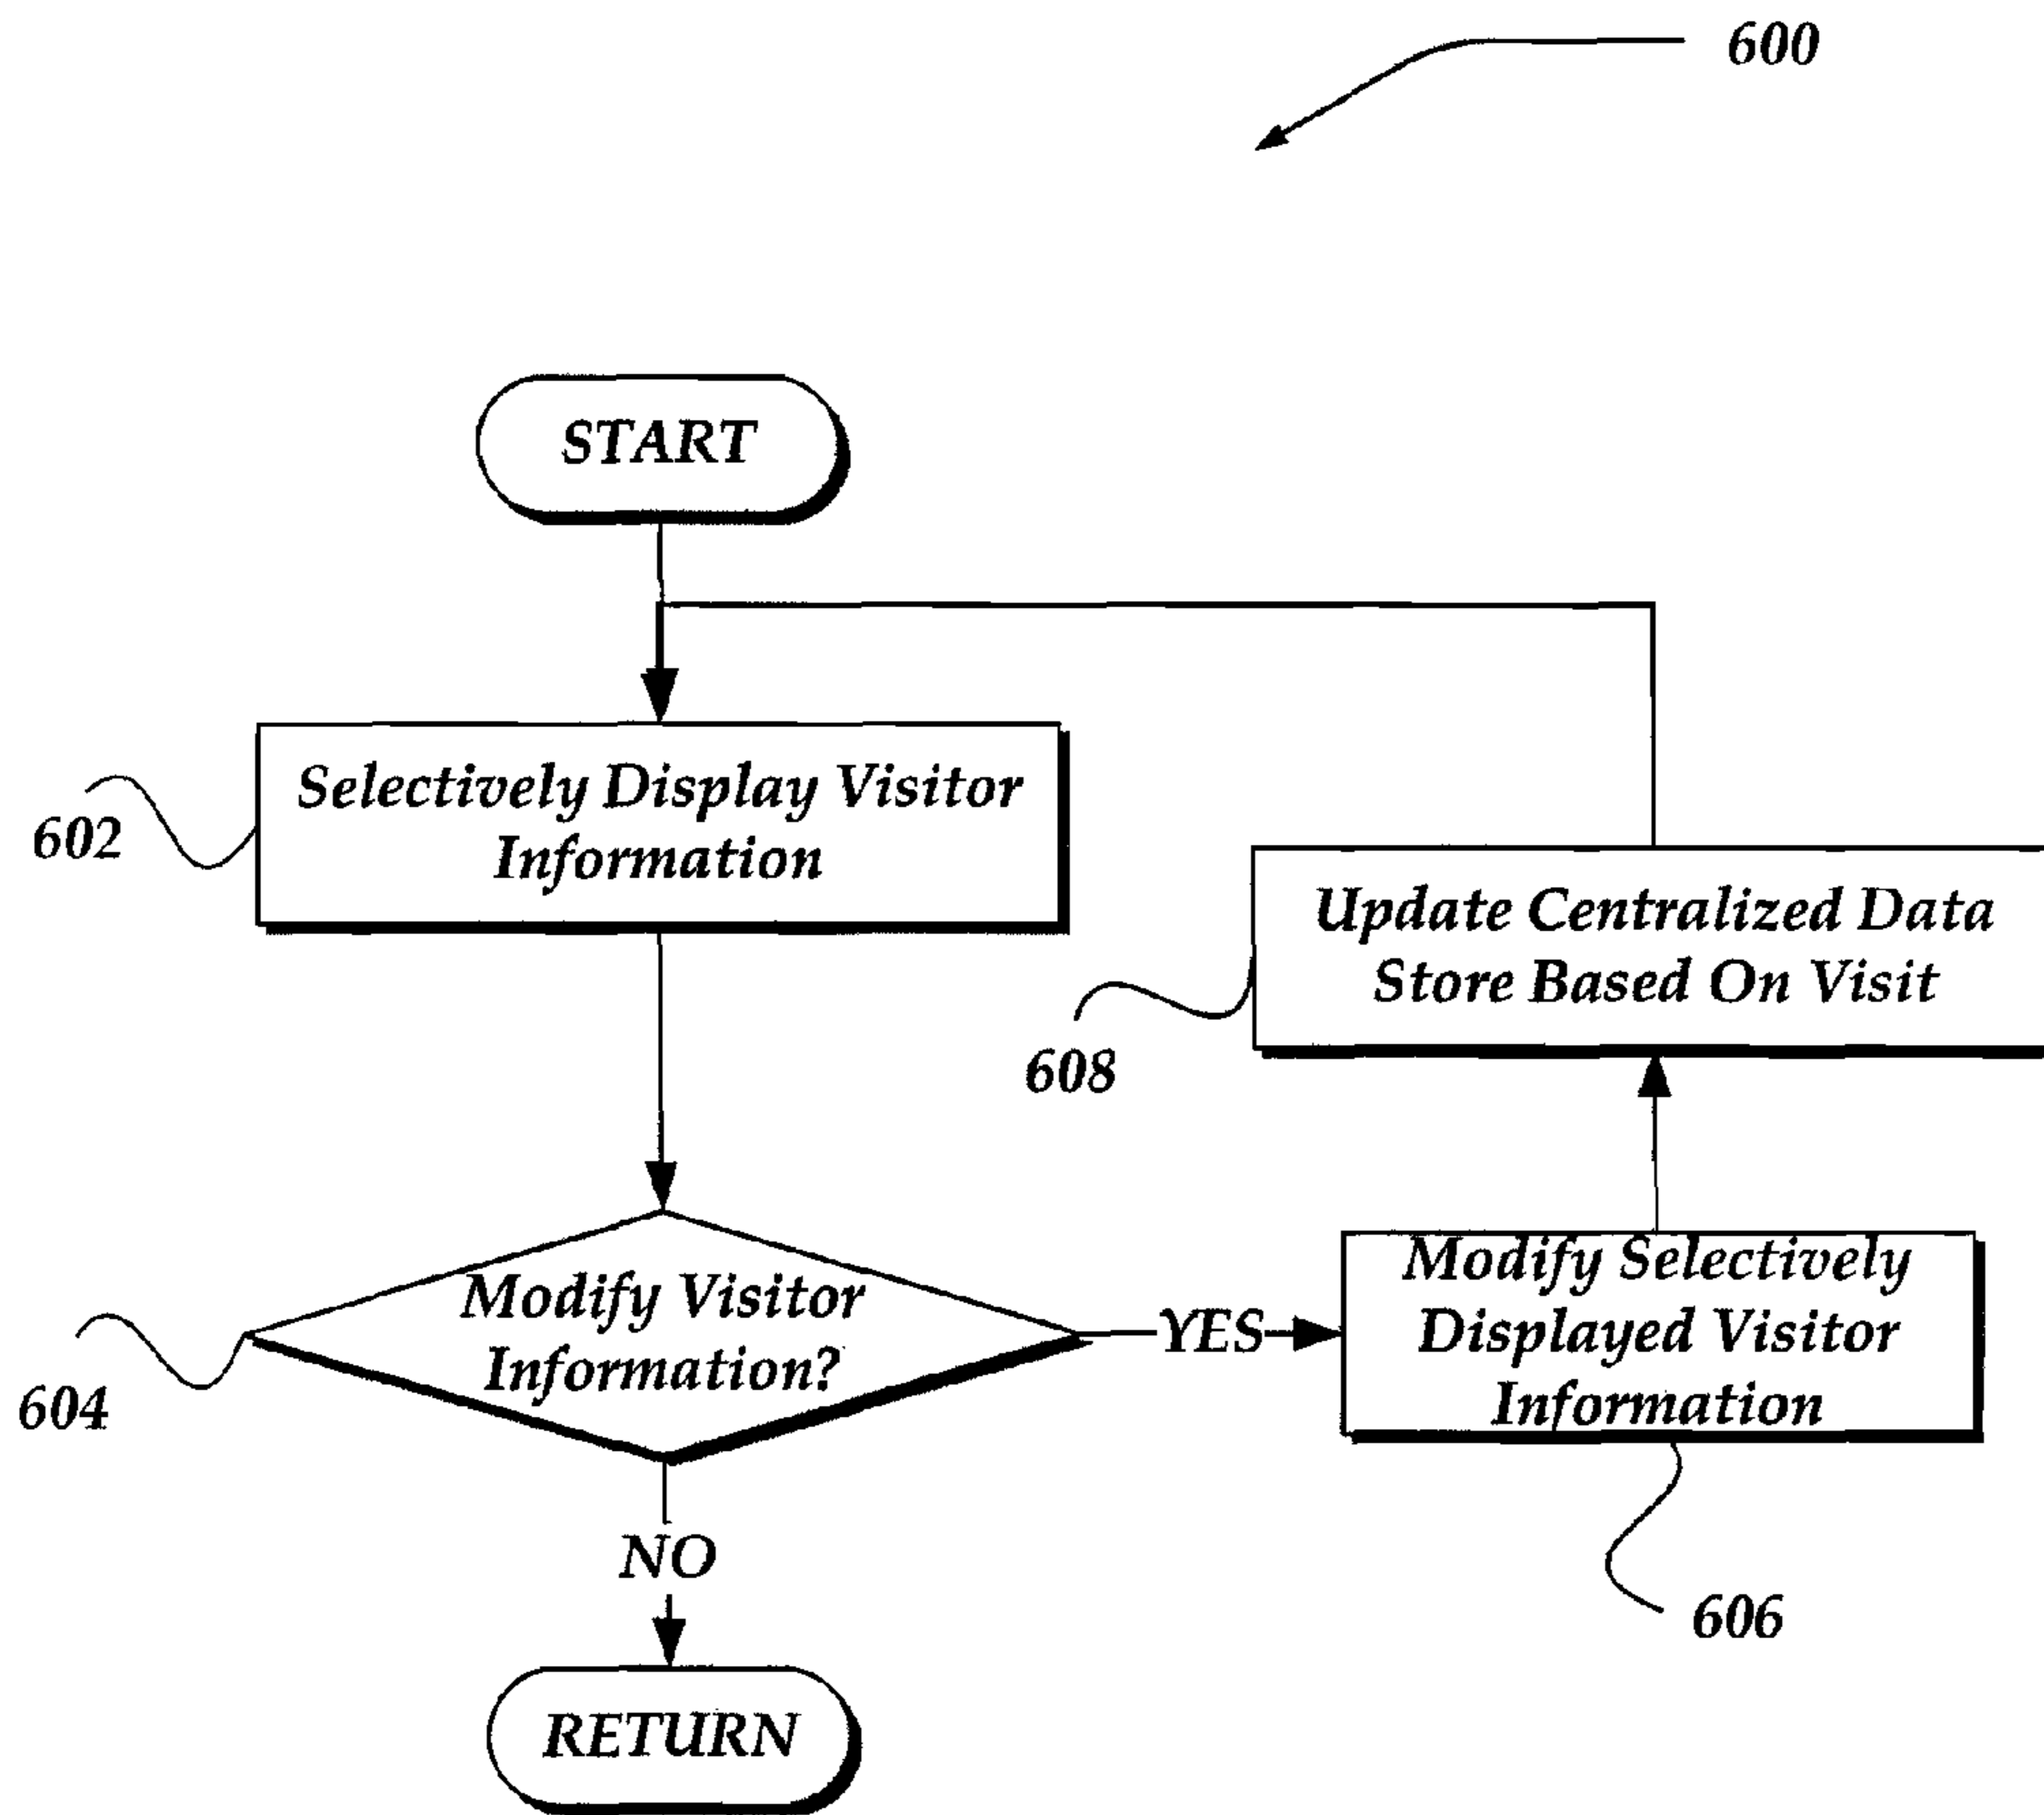 600
START
Selectively Display Visitor
Information
602
Update Centralized Data
Store Based On Visit
608
Modify Visitor
Information?
604
YES
Modify Selectively
Displayed Visitor
Information
606
NO
RETURN